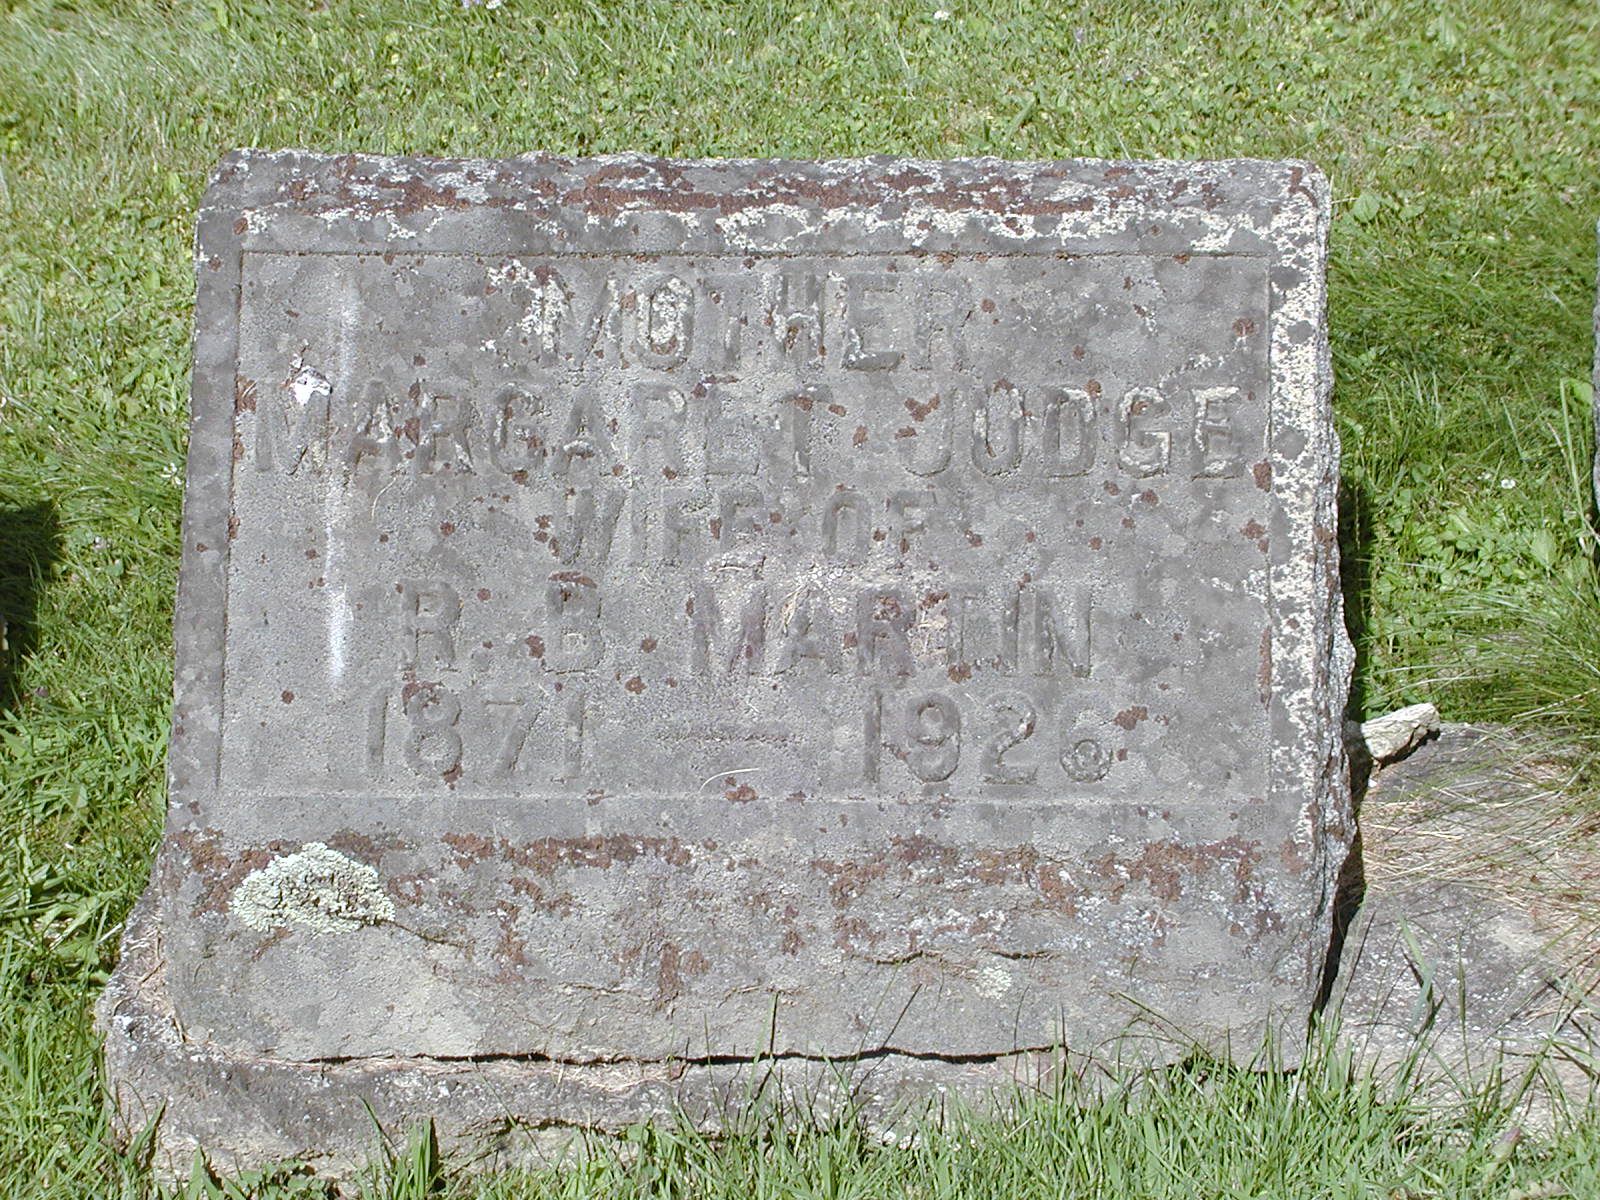 MOTHER
MARGARET JUDGE
WIFE OF
R. B. MARTIN
1871 — 1926